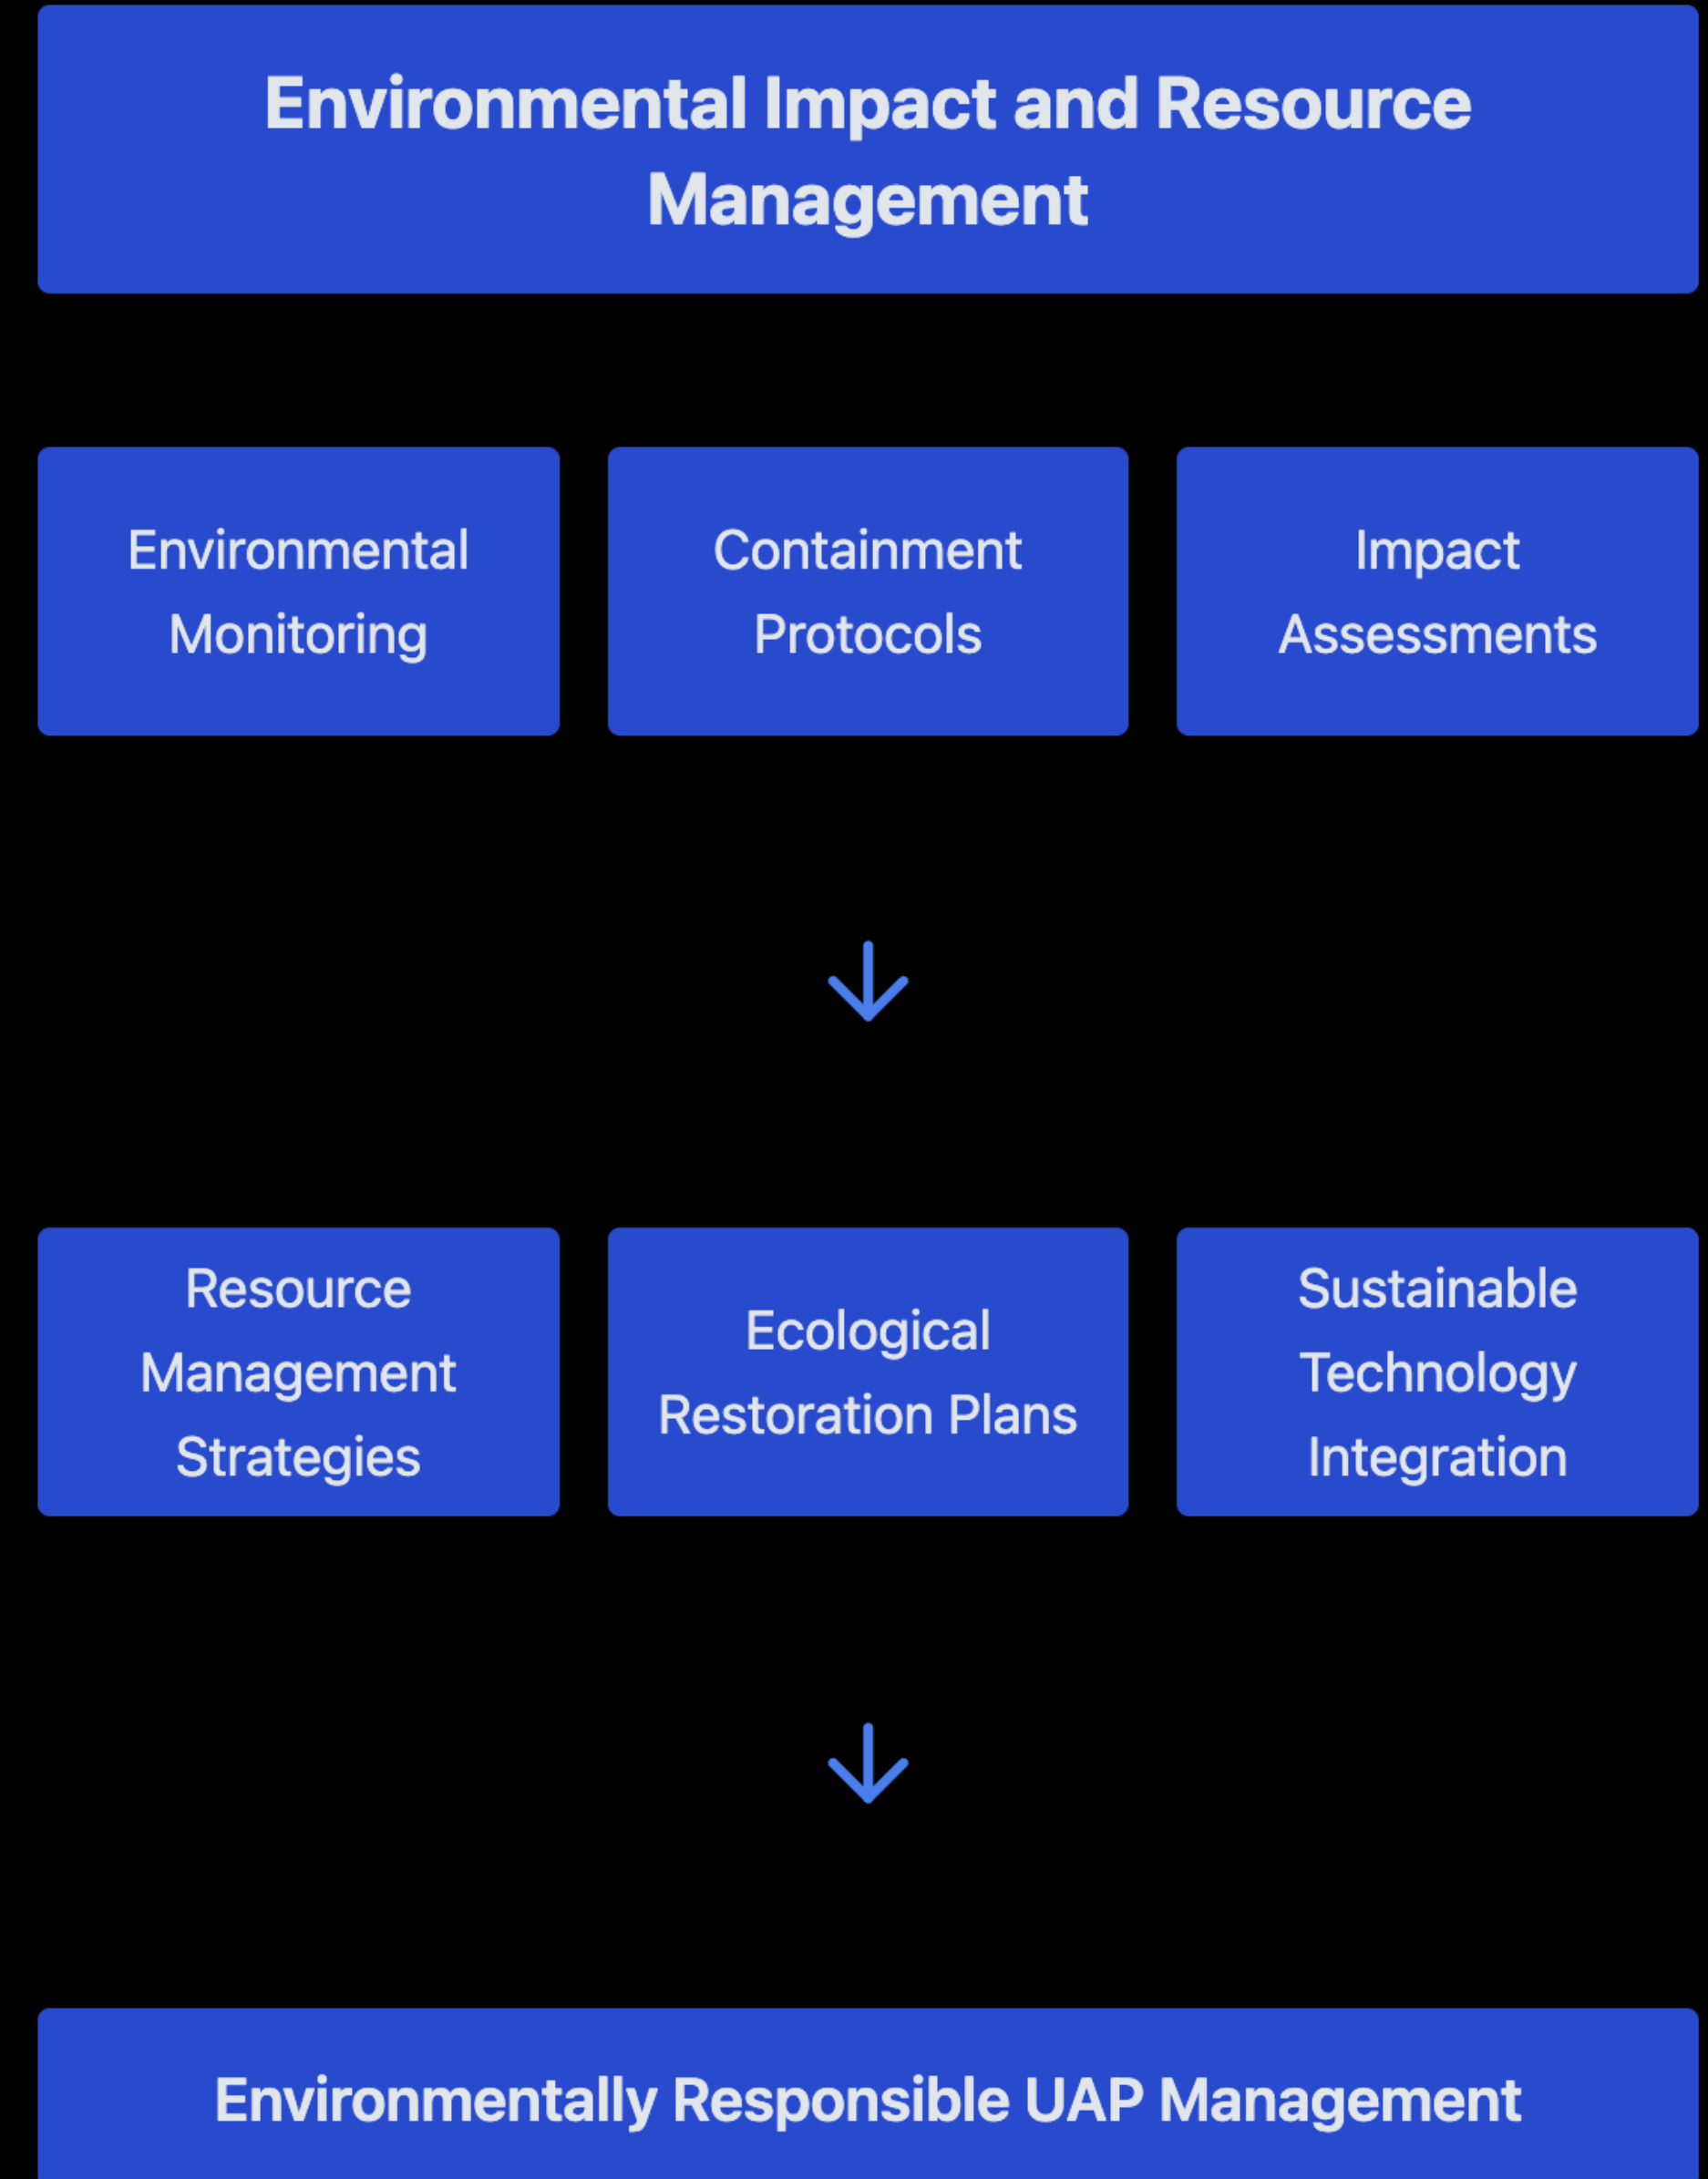 Environmental Impact and Resource
Management
Environmental
Monitoring
Containment
Protocols
Impact
Assessments
Resource
Management
Strategies
Ecological
Restoration Plans
Sustainable
Technology
Integration
Environmentally Responsible UAP Management